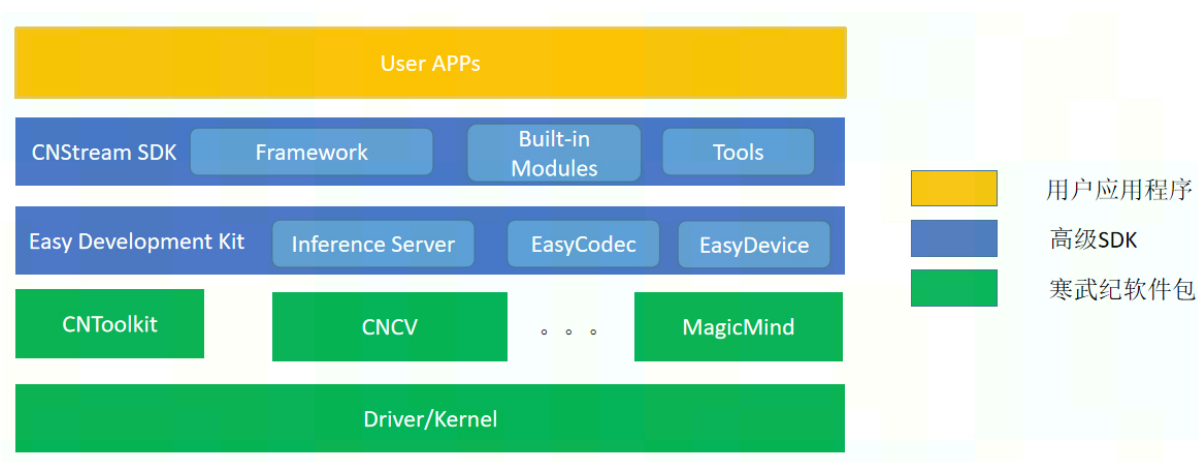 User APPs
CNStream SDK
Framework
Built-in
Modules
Tools
Easy Development Kit
Inference Server
EasyCodec
EasyDevice
CNToolkit
CNCV
。。。
MagicMind
Driver/Kernel
用户应用程序
高级SDK
寒武纪软件包